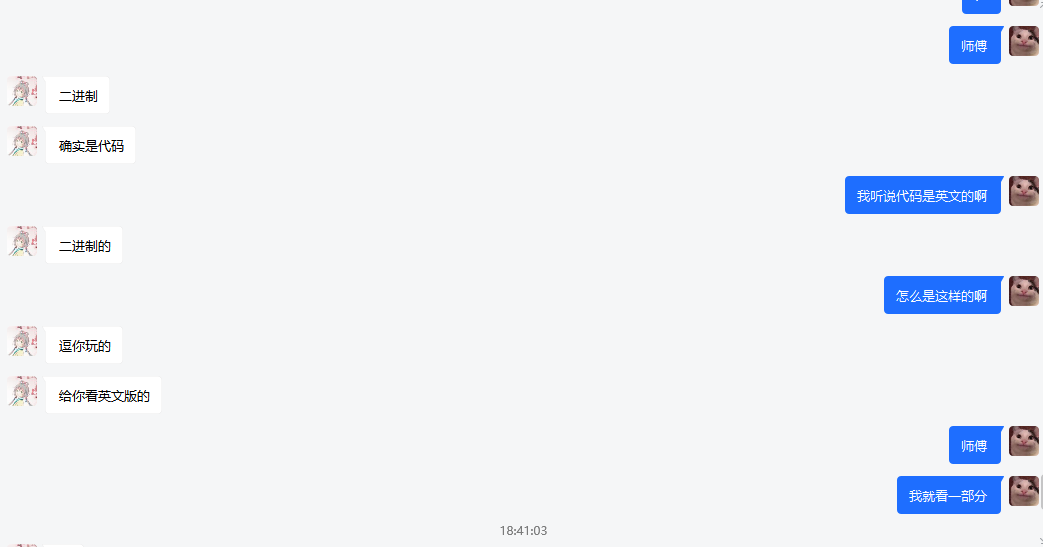 师傅
二进制
确实是代码
我听说代码是英文的啊
二进制的
怎么是这样的啊
逗你玩的
给你看英文版的
师傅
我就看一部分
18:41:03